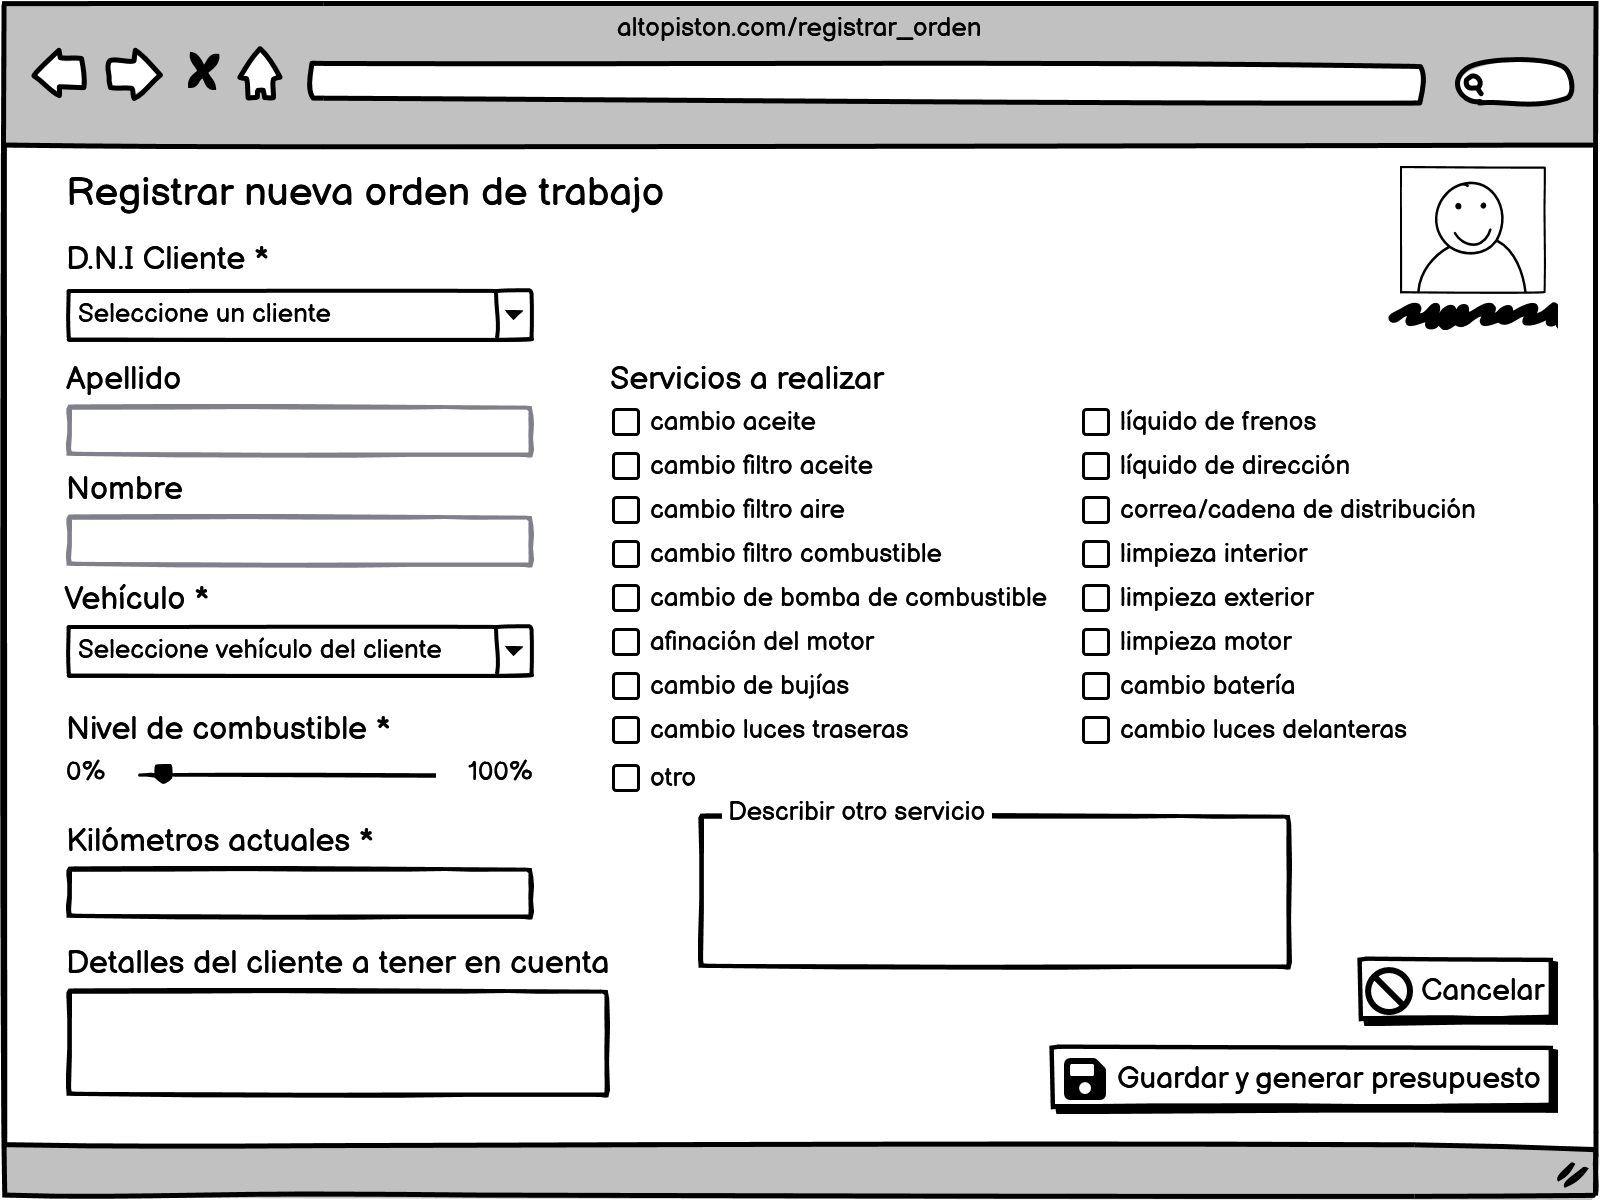 altopiston.com/registrar_orden
Registrar nueva orden de trabajo
D.N.I Cliente *
Seleccione un cliente
Apellido
Nombre
Vehículo *
Seleccione vehículo del cliente
Nivel de combustible *
0% 100%
Kilómetros actuales *
Detalles del cliente a tener en cuenta
Servicios a realizar
cambio aceite
cambio filtro aceite
cambio filtro aire
cambio filtro combustible
cambio de bomba de combustible
afinación del motor
cambio de bujías
cambio luces traseras
otro
líquido de frenos
líquido de dirección
correa/cadena de distribución
limpieza interior
limpieza exterior
limpieza motor
cambio batería
cambio luces delanteras
Describir otro servicio
Cancelar
Guardar y generar presupuesto